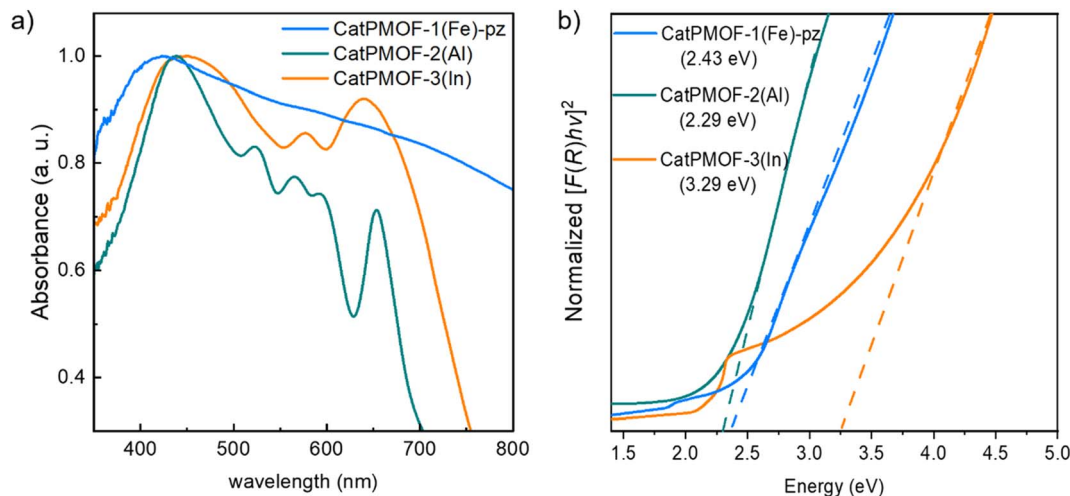 a)
CatPMOF-1(Fe)-pz
CatPMOF-2(Al)
CatPMOF-3(In)
Absorbance (a. u.)
1.0
0.8
0.6
0.4
400 500 600 700 800
wavelength (nm)
b)
CatPMOF-1(Fe)-pz
(2.43 eV)
CatPMOF-2(Al)
(2.29 eV)
CatPMOF-3(In)
(3.29 eV)
Normalized [F(R)hv]²
1.5 2.0 2.5 3.0 3.5 4.0 4.5 5.0
Energy (eV)